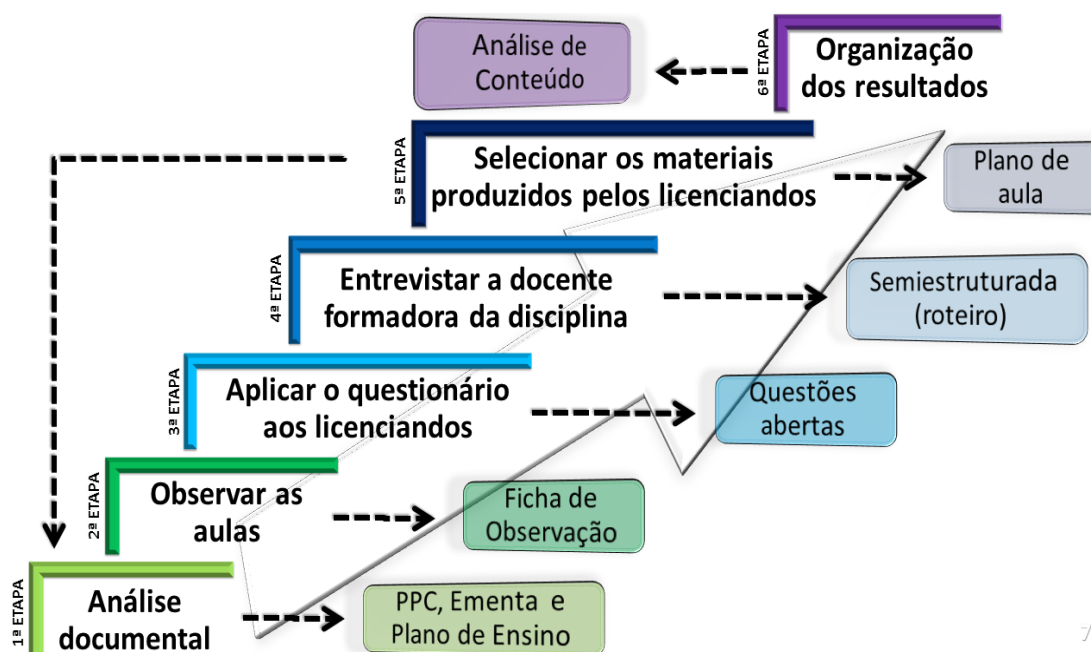 Análise de
Conteúdo
6ª ETAPA
Organização
dos resultados
5ª ETAPA
Selecionar os materiais
produzidos pelos licenciandos
Plano de
aula
4ª ETAPA
Entrevistar a docente
formadora da disciplina
Semiestruturada
(roteiro)
3ª ETAPA
Aplicar o questionário
aos licenciandos
Questões
abertas
2ª ETAPA
Observar as
aulas
Ficha de
Observação
1ª ETAPA
Análise
documental
PPC, Ementa e
Plano de Ensino